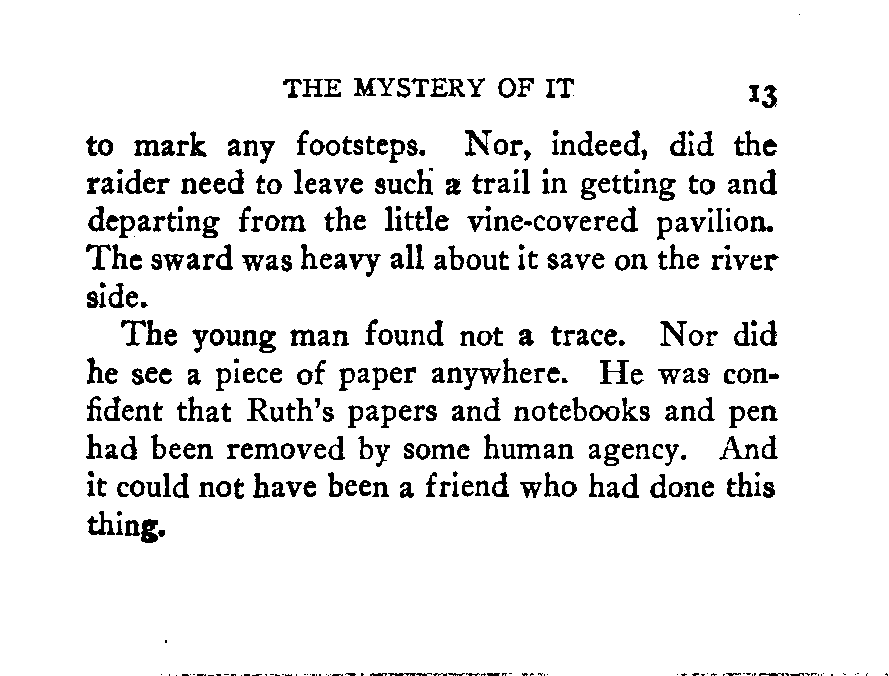 THE MYSTERY OF IT 13
to mark any footsteps. Nor, indeed, did the
raider need to leave such a trail in getting to and
departing from the little vine-covered pavilion.
The sward was heavy all about it save on the river
side.
The young man found not a trace. Nor did
he see a piece of paper anywhere. He was con-
fident that Ruth's papers and notebooks and pen
had been removed by some human agency. And
it could not have been a friend who had done this
thing.